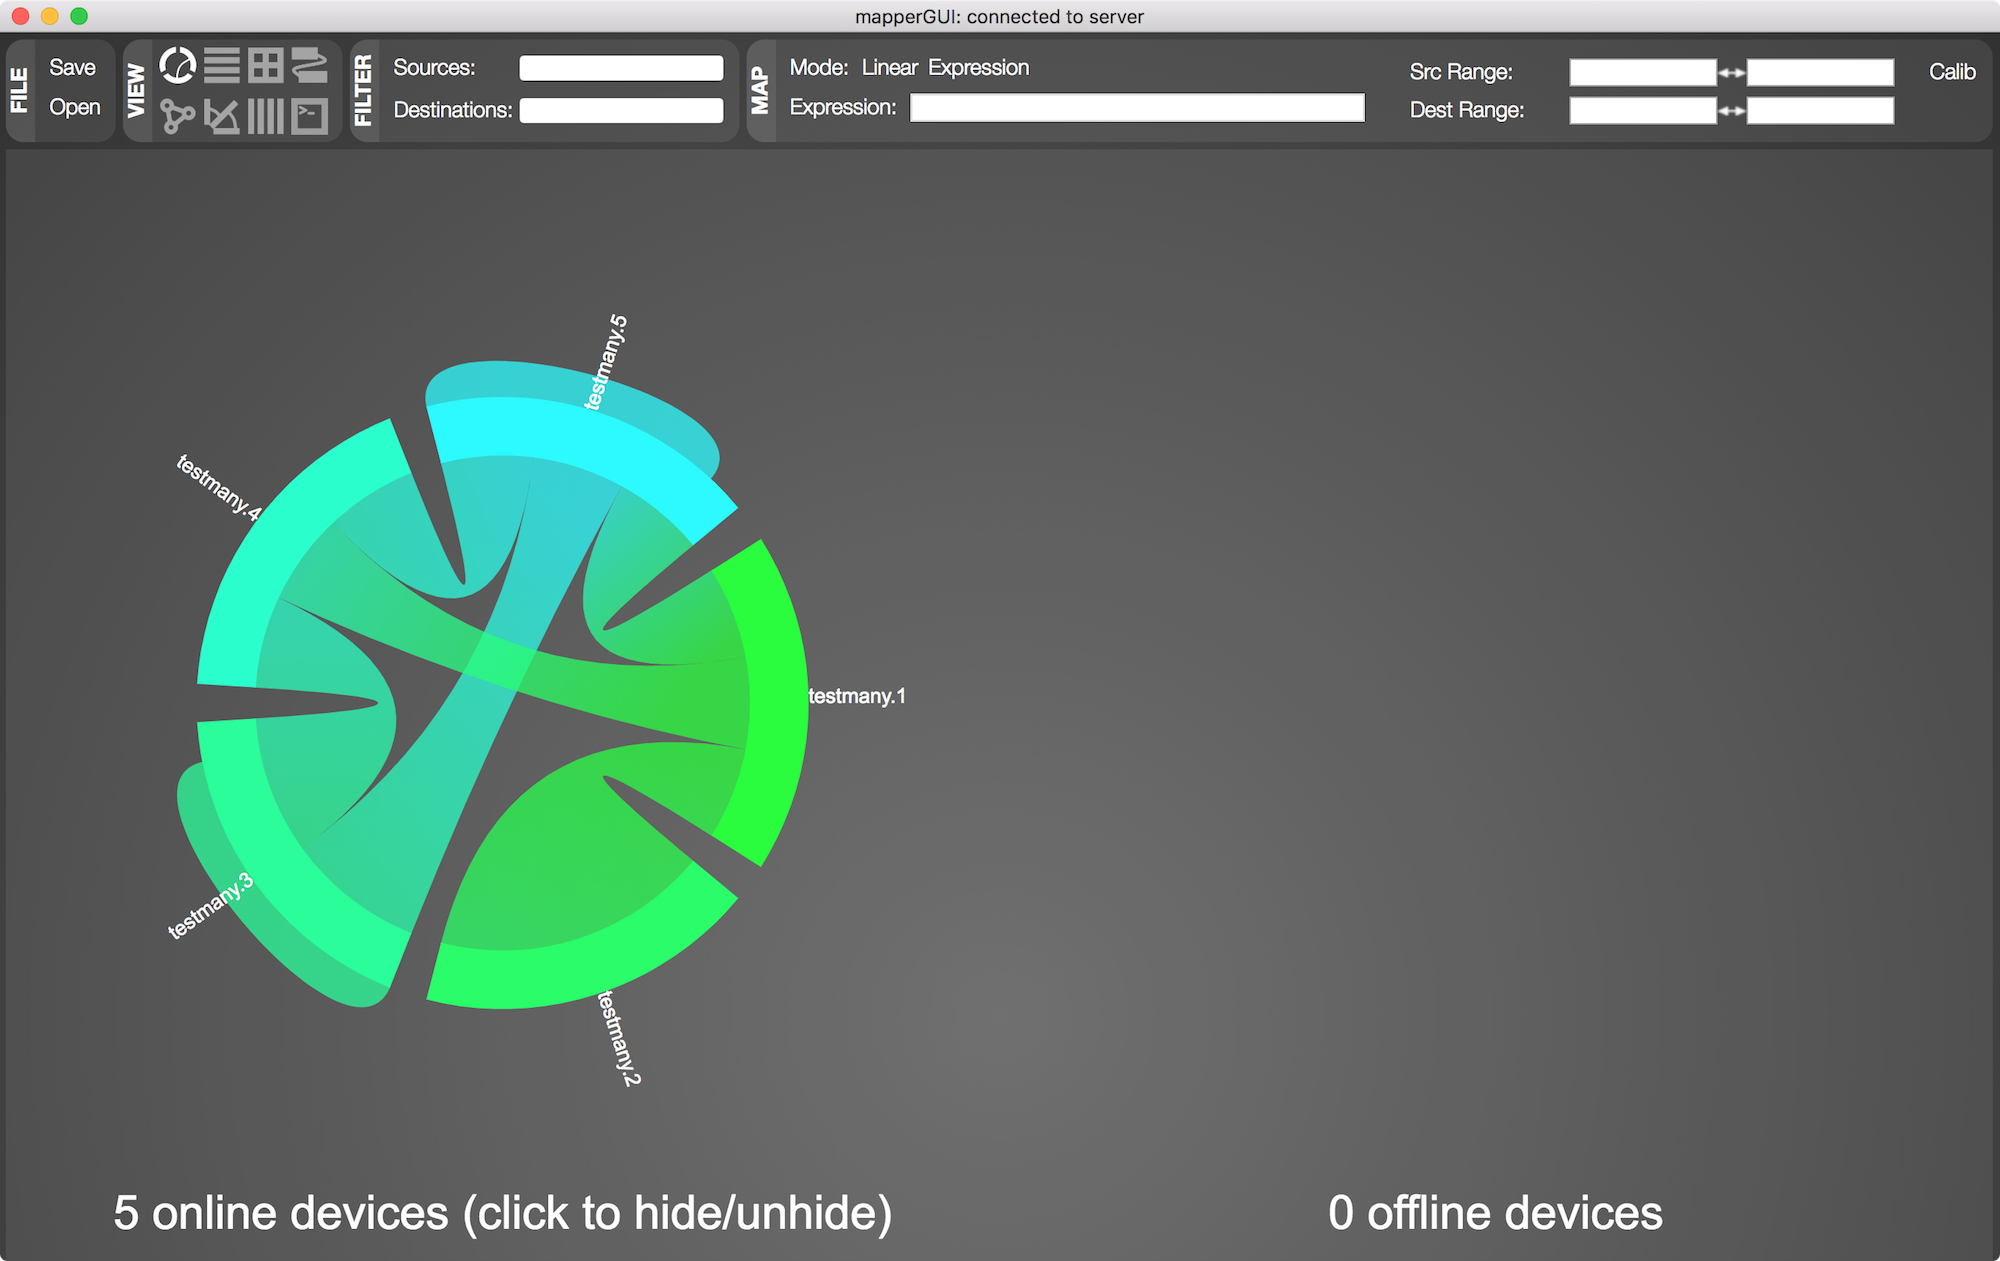 mapperGUI: connected to server
FILE
Save
Open
VIEW
FILTER
Sources:
Destinations:
MAP
Mode: Linear Expression
Expression:
Src Range:
Dest Range:
Calib
testmany.5
testmany.4
testmany.1
testmany.3
testmany.2
5 online devices (click to hide/unhide)
0 offline devices